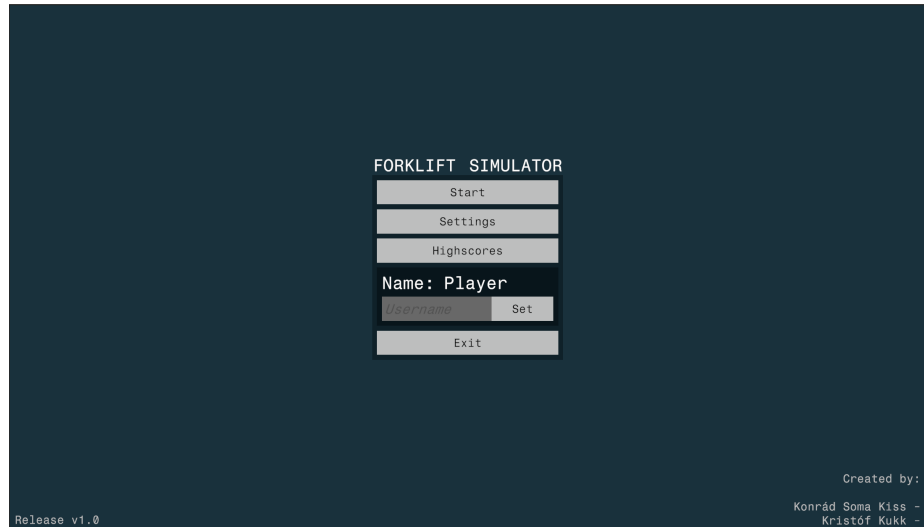 FORKLIFT SIMULATOR
Start
Settings
Highscores
Name: Player
Username
Set
Exit
Created by:
Konrád Soma Kiss -
Kristóf Kukk -
Release v1.0